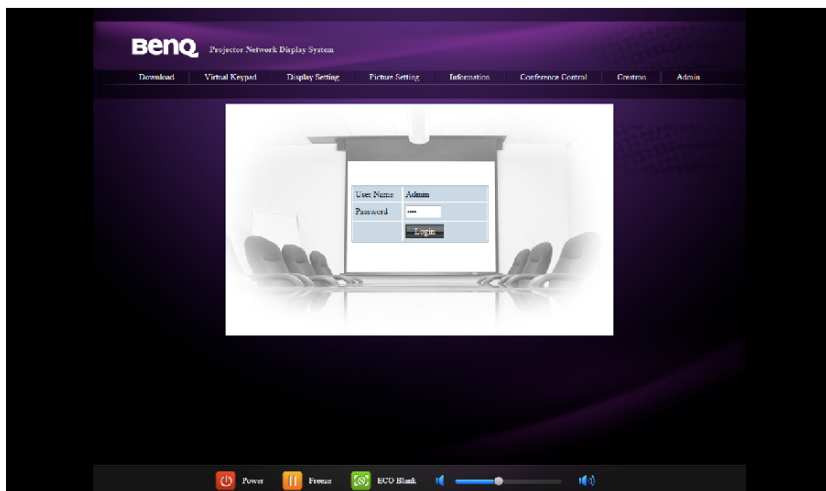 BenQ Projector Network Display System
Download Virtual Keypad Display Setting Picture Setting Information Conference Control Crestron Admin
User Name Admin
Password ••••
Login
Power Freeze ECO Blank